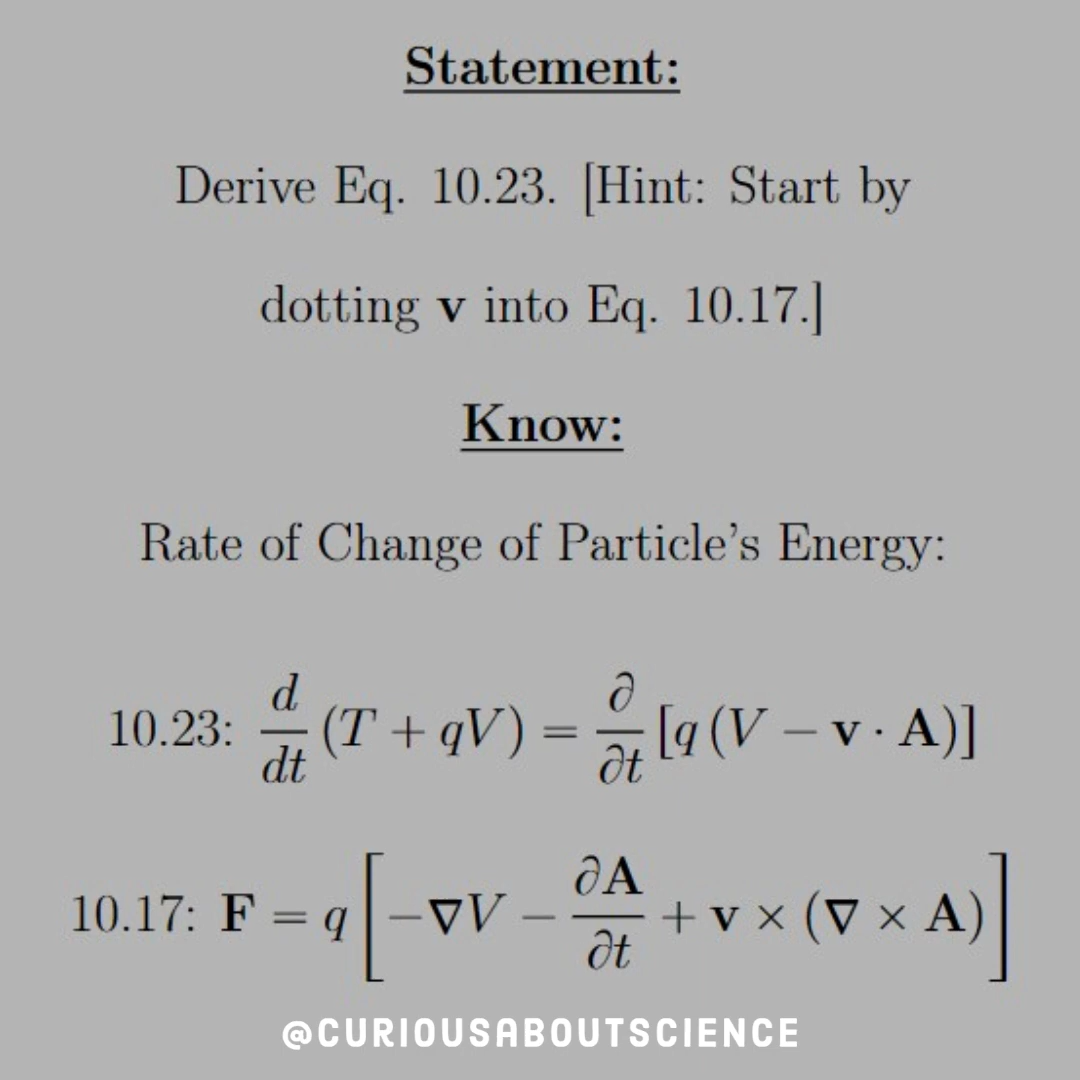 Statement:
Derive Eq. 10.23. [Hint: Start by
dotting v into Eq. 10.17.]
Know:
Rate of Change of Particle's Energy:
10.23: d/dt (T + qV) = ∂/∂t [q (V − v · A)]
10.17: F = q [−∇V − ∂A/∂t + v × (∇ × A)]
@CURIOUSABOUTSCIENCE